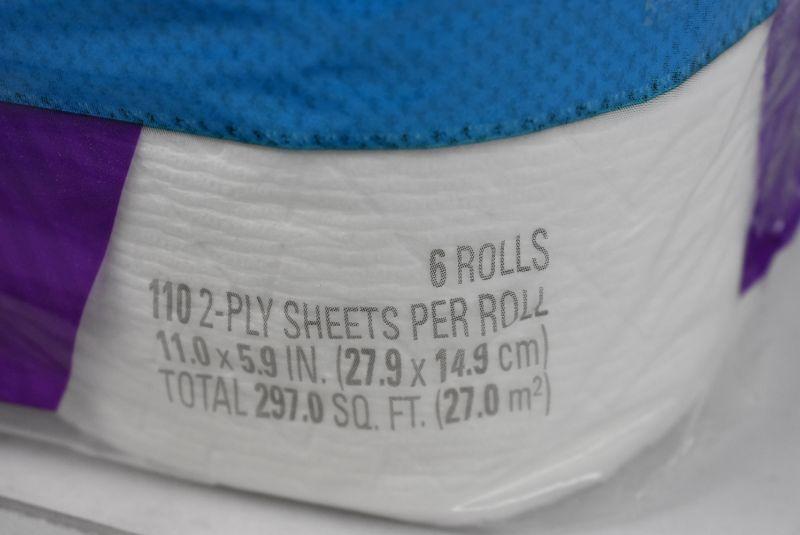 6 ROLLS
110 2-PLY SHEETS PER ROLL
11.0 x 5.9 IN. (27.9 x 14.9 cm)
TOTAL 297.0 SQ. FT. (27.0 m²)